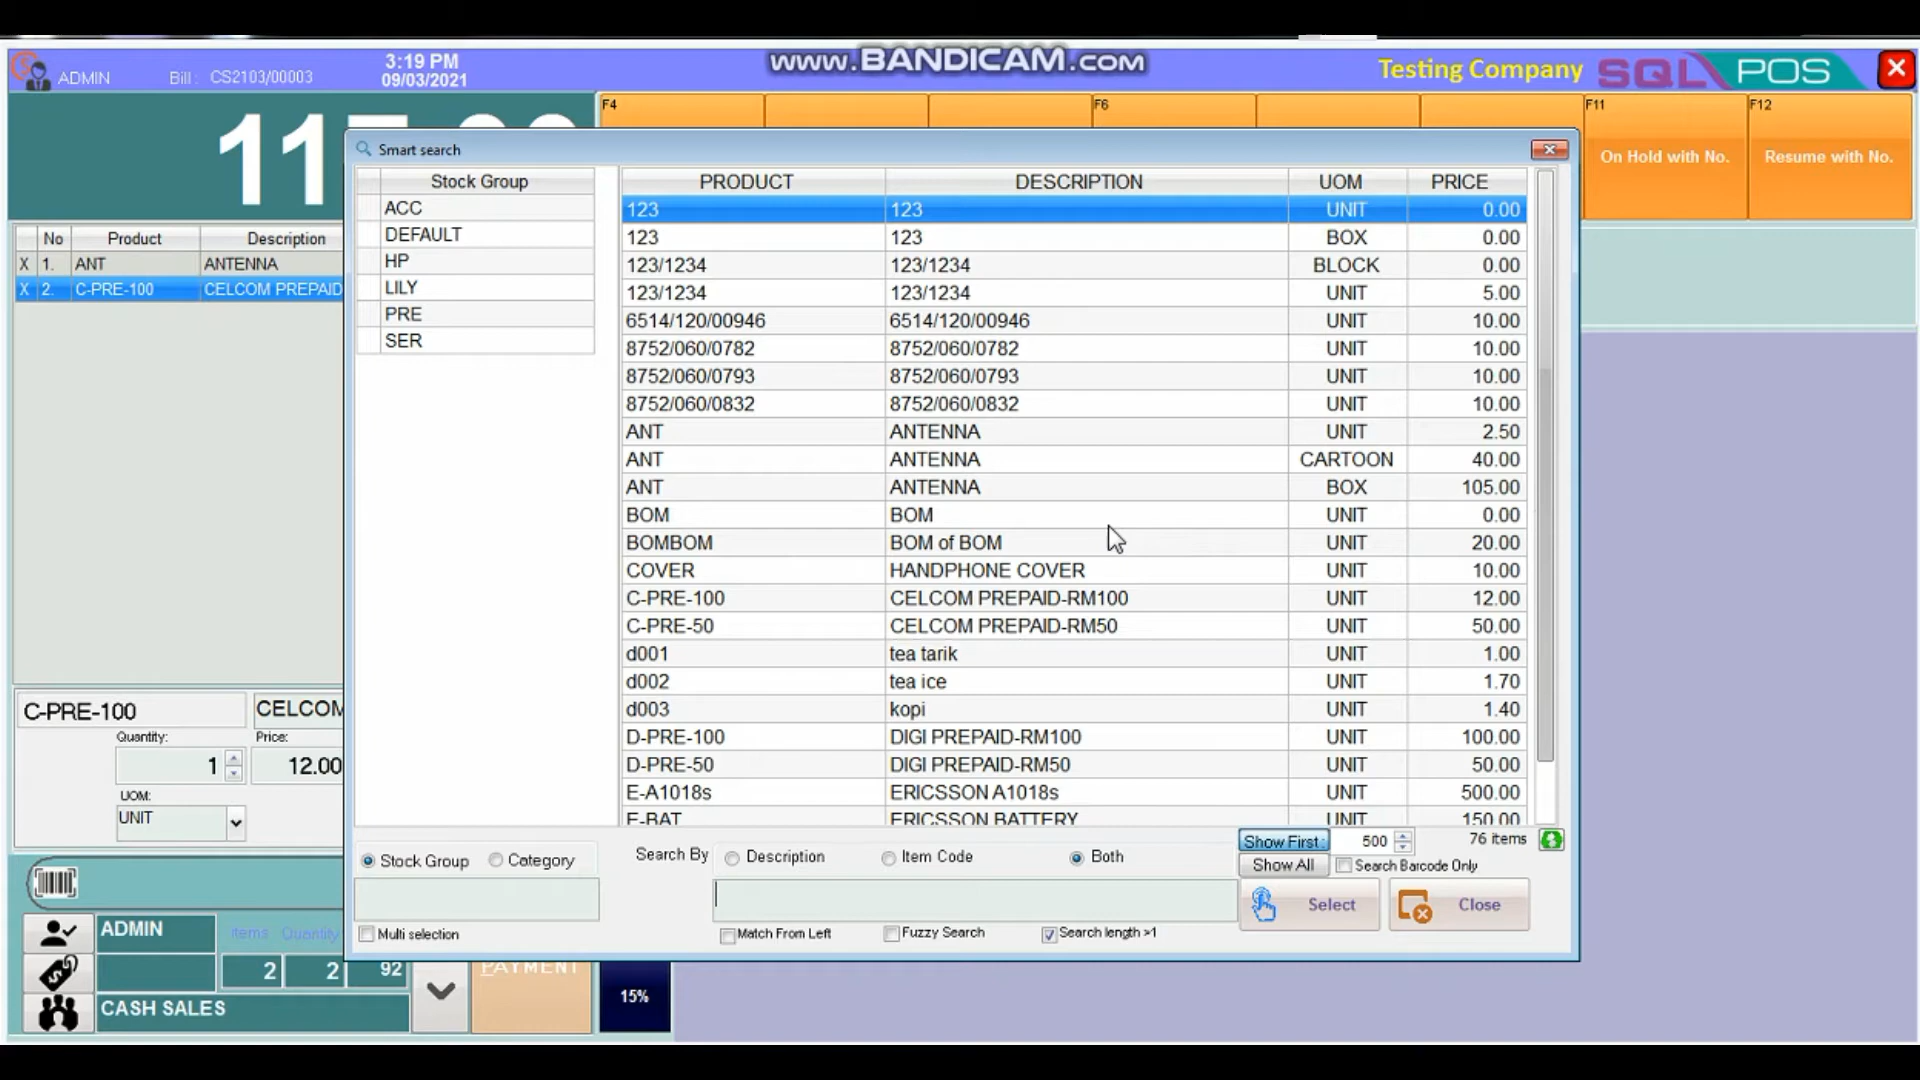 www.BANDICAM.com
ADMIN
Bill : CS2103/00003
3:19 PM
09/03/2021
Testing Company
SQL POS
F4
F6
F11
F12
On Hold with No.
Resume with No.
No Product Description
X 1. ANT ANTENNA
X 2. C-PRE-100 CELCOM PREPAID
C-PRE-100 CELCOM
Quantity: Price:
1 12.00
UOM:
UNIT
ADMIN
items Quantity
2 2 92
CASH SALES
PAYMENT
15%
Smart search
Stock Group
ACC
DEFAULT
HP
LILY
PRE
SER
PRODUCT DESCRIPTION UOM PRICE
123 123 UNIT 0.00
123 123 BOX 0.00
123/1234 123/1234 BLOCK 0.00
123/1234 123/1234 UNIT 5.00
6514/120/00946 6514/120/00946 UNIT 10.00
8752/060/0782 8752/060/0782 UNIT 10.00
8752/060/0793 8752/060/0793 UNIT 10.00
8752/060/0832 8752/060/0832 UNIT 10.00
ANT ANTENNA UNIT 2.50
ANT ANTENNA CARTOON 40.00
ANT ANTENNA BOX 105.00
BOM BOM UNIT 0.00
BOMBOM BOM of BOM UNIT 20.00
COVER HANDPHONE COVER UNIT 10.00
C-PRE-100 CELCOM PREPAID-RM100 UNIT 12.00
C-PRE-50 CELCOM PREPAID-RM50 UNIT 50.00
d001 tea tarik UNIT 1.00
d002 tea ice UNIT 1.70
d003 kopi UNIT 1.40
D-PRE-100 DIGI PREPAID-RM100 UNIT 100.00
D-PRE-50 DIGI PREPAID-RM50 UNIT 50.00
E-A1018s ERICSSON A1018s UNIT 500.00
E-BAT ERICSSON BATTERY UNIT 150.00
Stock Group Category
Multi selection
Search By Description Item Code Both
Match From Left Fuzzy Search Search length >1
Show First : 500 76 items
Show All Search Barcode Only
Select Close